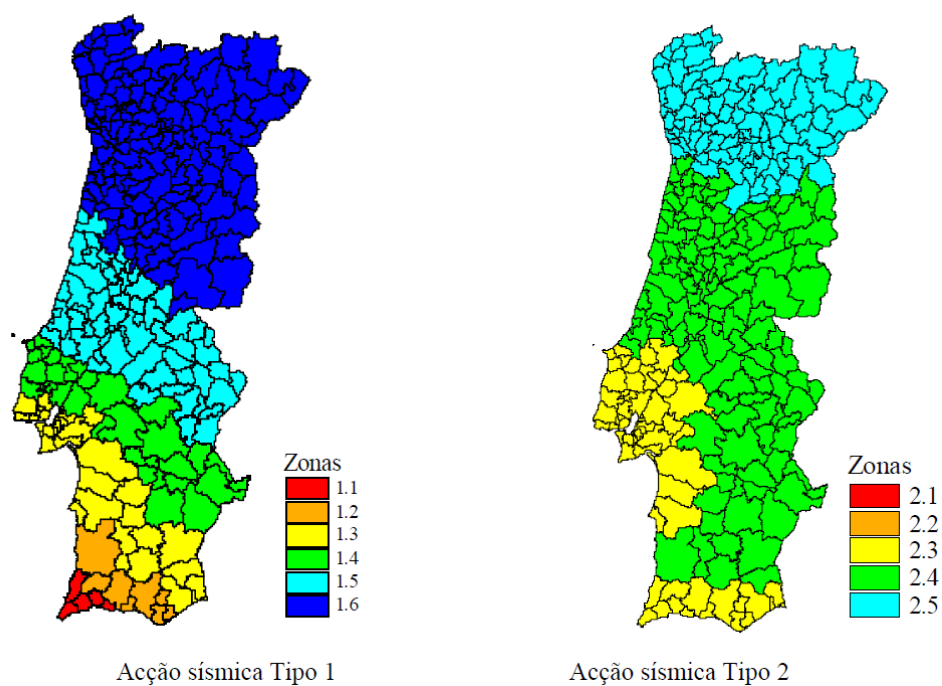 Zonas
1.1
1.2
1.3
1.4
1.5
1.6
Acção sísmica Tipo 1
Zonas
2.1
2.2
2.3
2.4
2.5
Acção sísmica Tipo 2